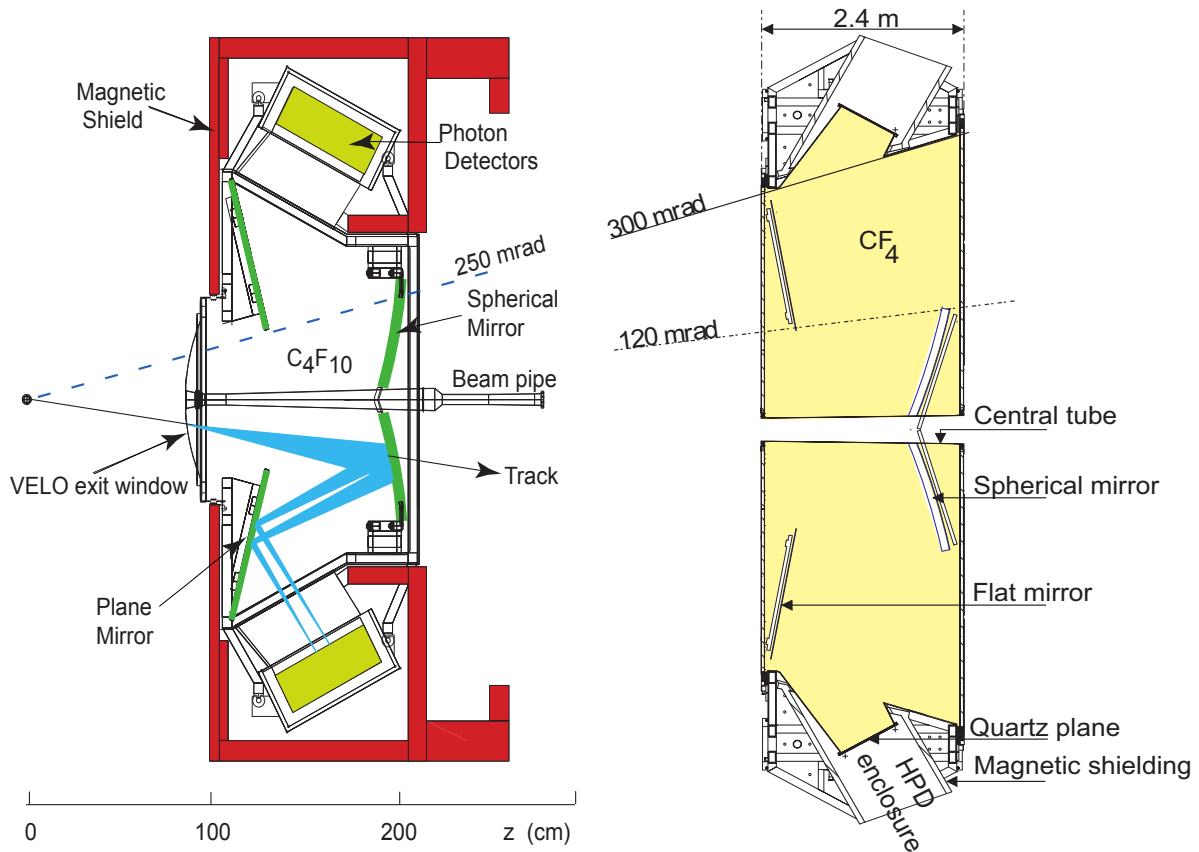 Magnetic
Shield
Photon
Detectors
250 mrad
Spherical
Mirror
C4F10
Beam pipe
VELO exit window
Track
Plane
Mirror
0
100
200
z (cm)
2.4 m
300 mrad
CF4
120 mrad
Central tube
Spherical mirror
Flat mirror
Quartz plane
Magnetic shielding
HPD
enclosure